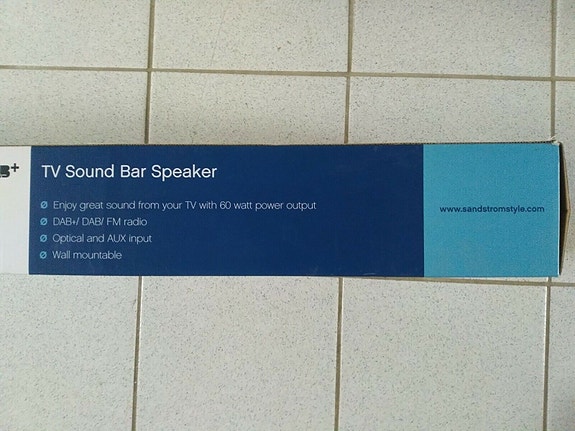 B+
TV Sound Bar Speaker
Ø Enjoy great sound from your TV with 60 watt power output
Ø DAB+/ DAB/ FM radio
Ø Optical and AUX input
Ø Wall mountable
www.sandstromstyle.com